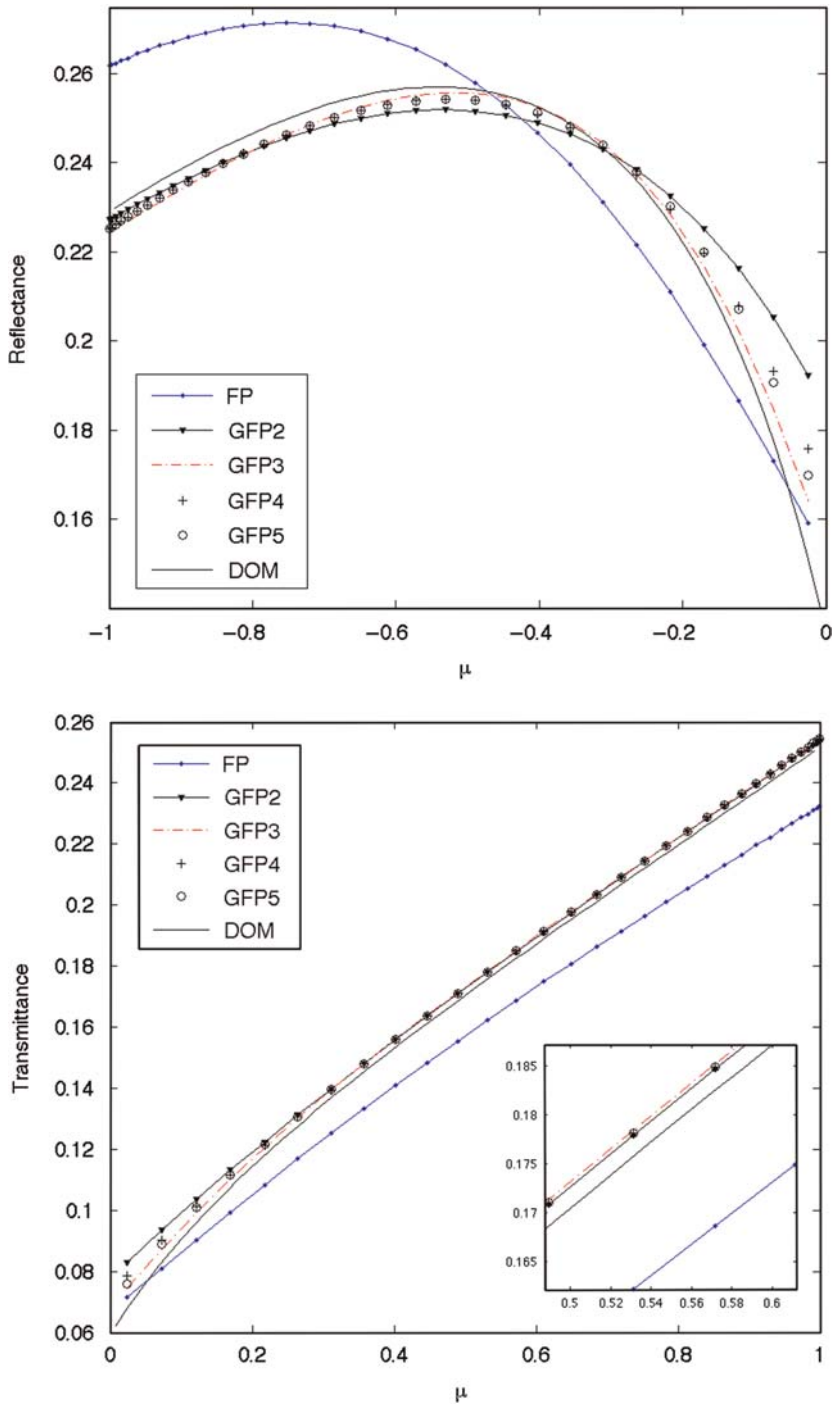 0.26
0.24
0.22
0.2
0.18
0.16
Reflectance
FP
GFP2
GFP3
GFP4
GFP5
DOM
−1
−0.8
−0.6
−0.4
−0.2
0
μ
0.26
0.24
0.22
0.2
0.18
0.16
0.14
0.12
0.1
0.08
0.06
Transmittance
FP
GFP2
GFP3
GFP4
GFP5
DOM
0.185
0.18
0.175
0.17
0.165
0.5
0.52
0.54
0.56
0.58
0.6
0
0.2
0.4
0.6
0.8
1
μ